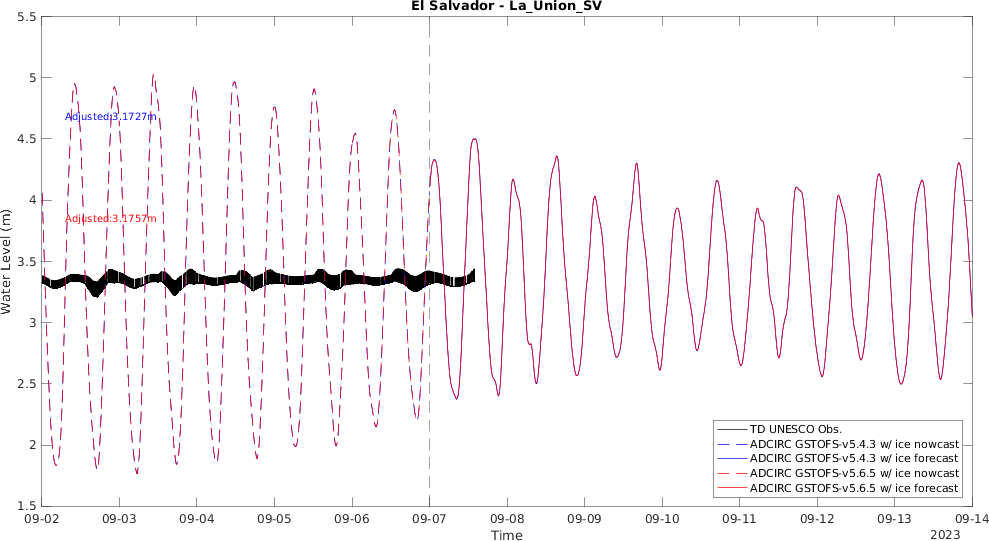 El Salvador - La_Union_SV
5.5
5
4.5
4
3.5
3
2.5
2
1.5
Water Level (m)
Adjusted:3.1727m
Adjusted:3.1757m
TD UNESCO Obs.
ADCIRC GSTOFS-v5.4.3 w/ ice nowcast
ADCIRC GSTOFS-v5.4.3 w/ ice forecast
ADCIRC GSTOFS-v5.6.5 w/ ice nowcast
ADCIRC GSTOFS-v5.6.5 w/ ice forecast
09-02 09-03 09-04 09-05 09-06 09-07 09-08 09-09 09-10 09-11 09-12 09-13 09-14
Time
2023